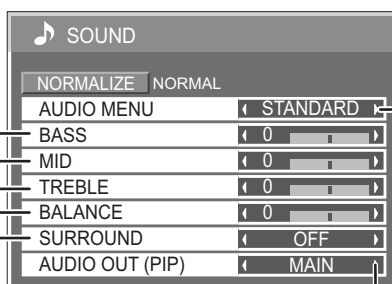 SOUND
NORMALIZE NORMAL
AUDIO MENU STANDARD
BASS 0
MID 0
TREBLE 0
BALANCE 0
SURROUND OFF
AUDIO OUT (PIP) MAIN